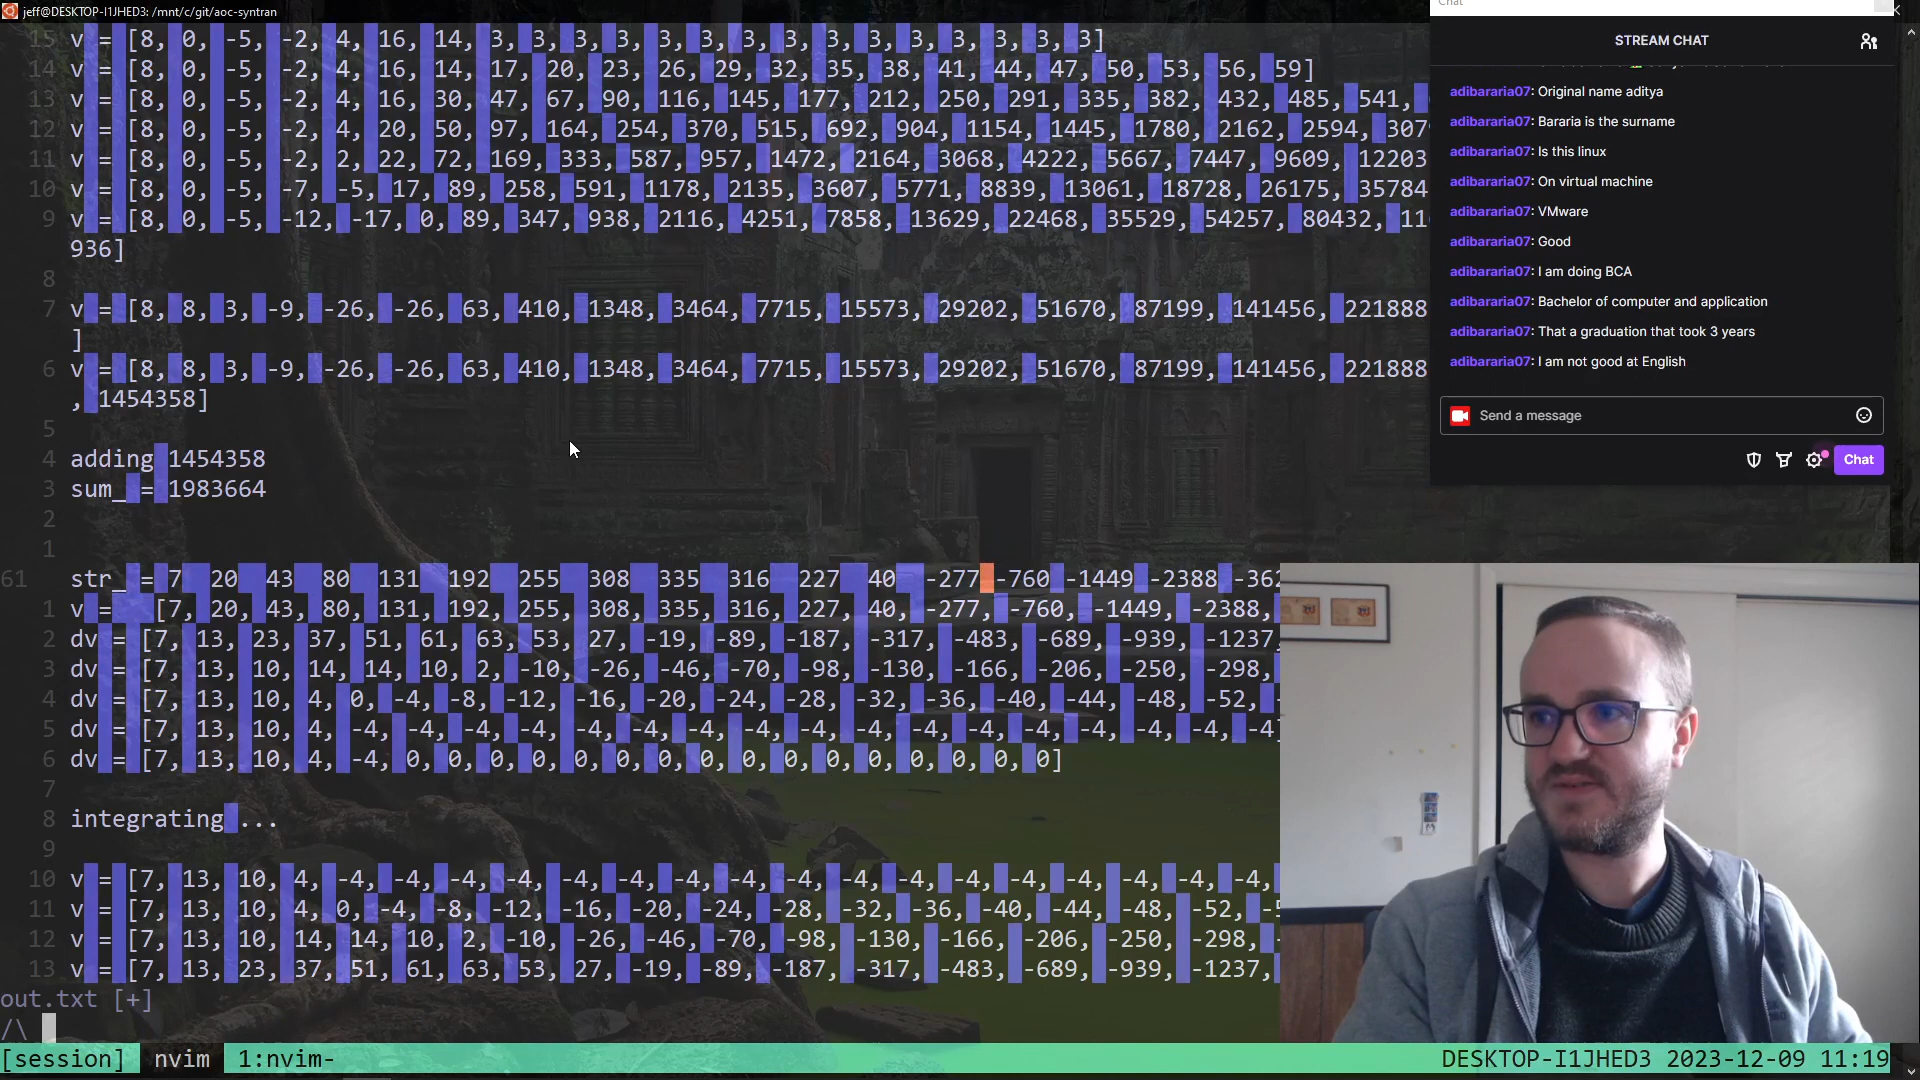 jeff@DESKTOP-I1JHED3: /mnt/c/git/aoc-syntran
15 v = [8, 0, -5, -2, 4, 16, 14, 3, 3, 3, 3, 3, 3, 3, 3, 3, 3, 3, 3, 3, 3, 3]
14 v = [8, 0, -5, -2, 4, 16, 14, 17, 20, 23, 26, 29, 32, 35, 38, 41, 44, 47, 50, 53, 56, 59]
13 v = [8, 0, -5, -2, 4, 16, 30, 47, 67, 90, 116, 145, 177, 212, 250, 291, 335, 382, 432, 485, 541,
12 v = [8, 0, -5, -2, 4, 20, 50, 97, 164, 254, 370, 515, 692, 904, 1154, 1445, 1780, 2162, 2594, 307
11 v = [8, 0, -5, -2, 2, 22, 72, 169, 333, 587, 957, 1472, 2164, 3068, 4222, 5667, 7447, 9609, 12203
10 v = [8, 0, -5, -7, -5, 17, 89, 258, 591, 1178, 2135, 3607, 5771, 8839, 13061, 18728, 26175, 35784
9 v = [8, 0, -5, -12, -17, 0, 89, 347, 938, 2116, 4251, 7858, 13629, 22468, 35529, 54257, 80432, 11
936]
8
7 v = [8, 8, 3, -9, -26, -26, 63, 410, 1348, 3464, 7715, 15573, 29202, 51670, 87199, 141456, 221888
]
6 v = [8, 8, 3, -9, -26, -26, 63, 410, 1348, 3464, 7715, 15573, 29202, 51670, 87199, 141456, 221888
, 1454358]
5
4 adding 1454358
3 sum_ = 1983664
2
1
61 str_ = 7 20 43 80 131 192 255 308 335 316 227 40 -277 -760 -1449 -2388 -362
1 v = [7, 20, 43, 80, 131, 192, 255, 308, 335, 316, 227, 40, -277, -760, -1449, -2388,
2 dv = [7, 13, 23, 37, 51, 61, 63, 53, 27, -19, -89, -187, -317, -483, -689, -939, -1237,
3 dv = [7, 13, 10, 14, 14, 10, 2, -10, -26, -46, -70, -98, -130, -166, -206, -250, -298,
4 dv = [7, 13, 10, 4, 0, -4, -8, -12, -16, -20, -24, -28, -32, -36, -40, -44, -48, -52, -
5 dv = [7, 13, 10, 4, -4, -4, -4, -4, -4, -4, -4, -4, -4, -4, -4, -4, -4, -4, -4, -4]
6 dv = [7, 13, 10, 4, -4, 0, 0, 0, 0, 0, 0, 0, 0, 0, 0, 0, 0, 0, 0, 0, 0]
7
8 integrating ...
9
10 v = [7, 13, 10, 4, -4, -4, -4, -4, -4, -4, -4, -4, -4, -4, -4, -4, -4, -4, -4, -4, -4,
11 v = [7, 13, 10, 4, 0, -4, -8, -12, -16, -20, -24, -28, -32, -36, -40, -44, -48, -52, -5
12 v = [7, 13, 10, 14, 14, 10, 2, -10, -26, -46, -70, -98, -130, -166, -206, -250, -298, -
13 v = [7, 13, 23, 37, 51, 61, 63, 53, 27, -19, -89, -187, -317, -483, -689, -939, -1237,
out.txt [+]
/\
[session] nvim 1:nvim- DESKTOP-I1JHED3 2023-12-09 11:19
Chat
STREAM CHAT
adibararia07: Original name aditya
adibararia07: Bararia is the surname
adibararia07: Is this linux
adibararia07: On virtual machine
adibararia07: VMware
adibararia07: Good
adibararia07: I am doing BCA
adibararia07: Bachelor of computer and application
adibararia07: That a graduation that took 3 years
adibararia07: I am not good at English
Send a message
Chat